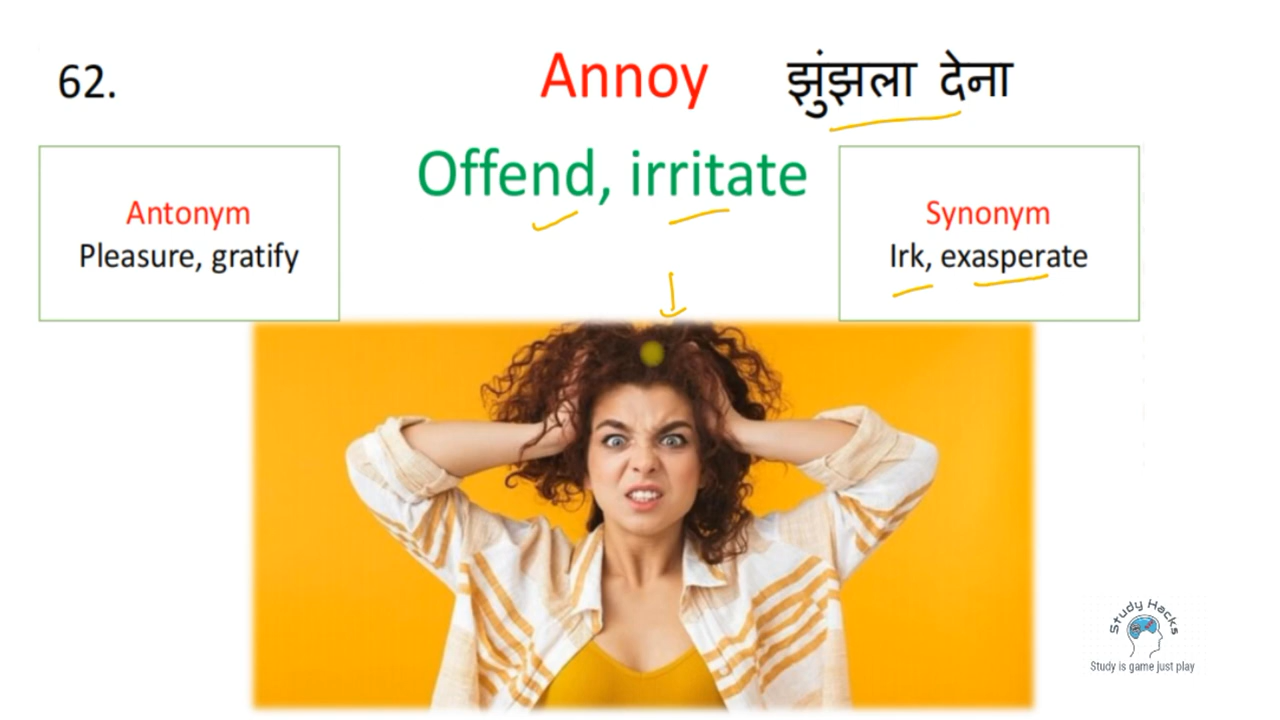 62.
Annoy झुंझला देना
Offend, irritate
Antonym
Pleasure, gratify
Synonym
Irk, exasperate
Study Hacks
Study is game just play